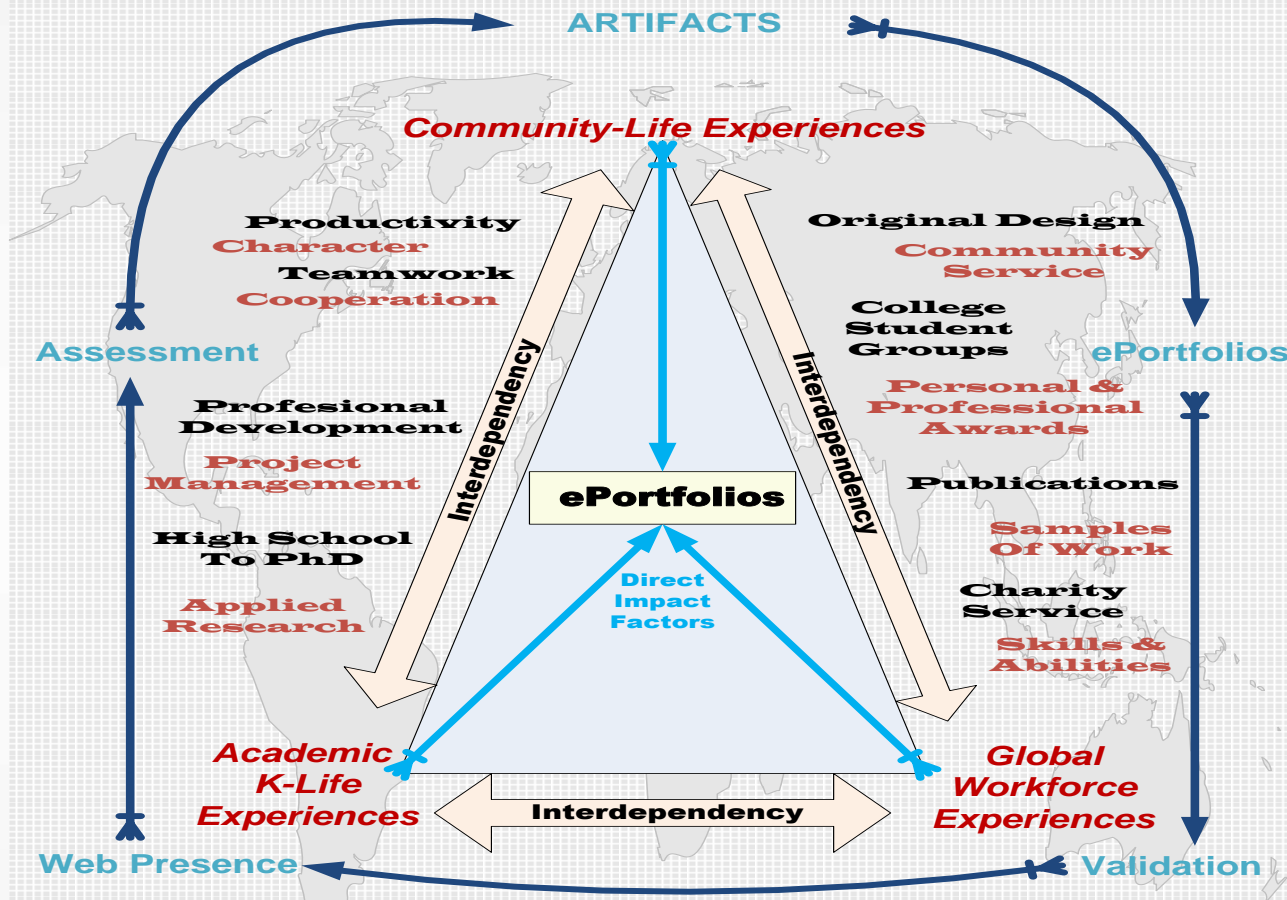 ARTIFACTS
Community-Life Experiences
Productivity
Character
Teamwork
Cooperation
Original Design
Community
Service
College
Student
Groups
Assessment
ePortfolios
Interdependency
Interdependency
Profesional
Development
Project
Management
Personal &
Professional
Awards
ePortfolios
Publications
High School
To PhD
Samples
Of Work
Direct
Impact
Factors
Applied
Research
Charity
Service
Skills &
Abilities
Academic
K-Life
Experiences
Global
Workforce
Experiences
Interdependency
Web Presence
Validation